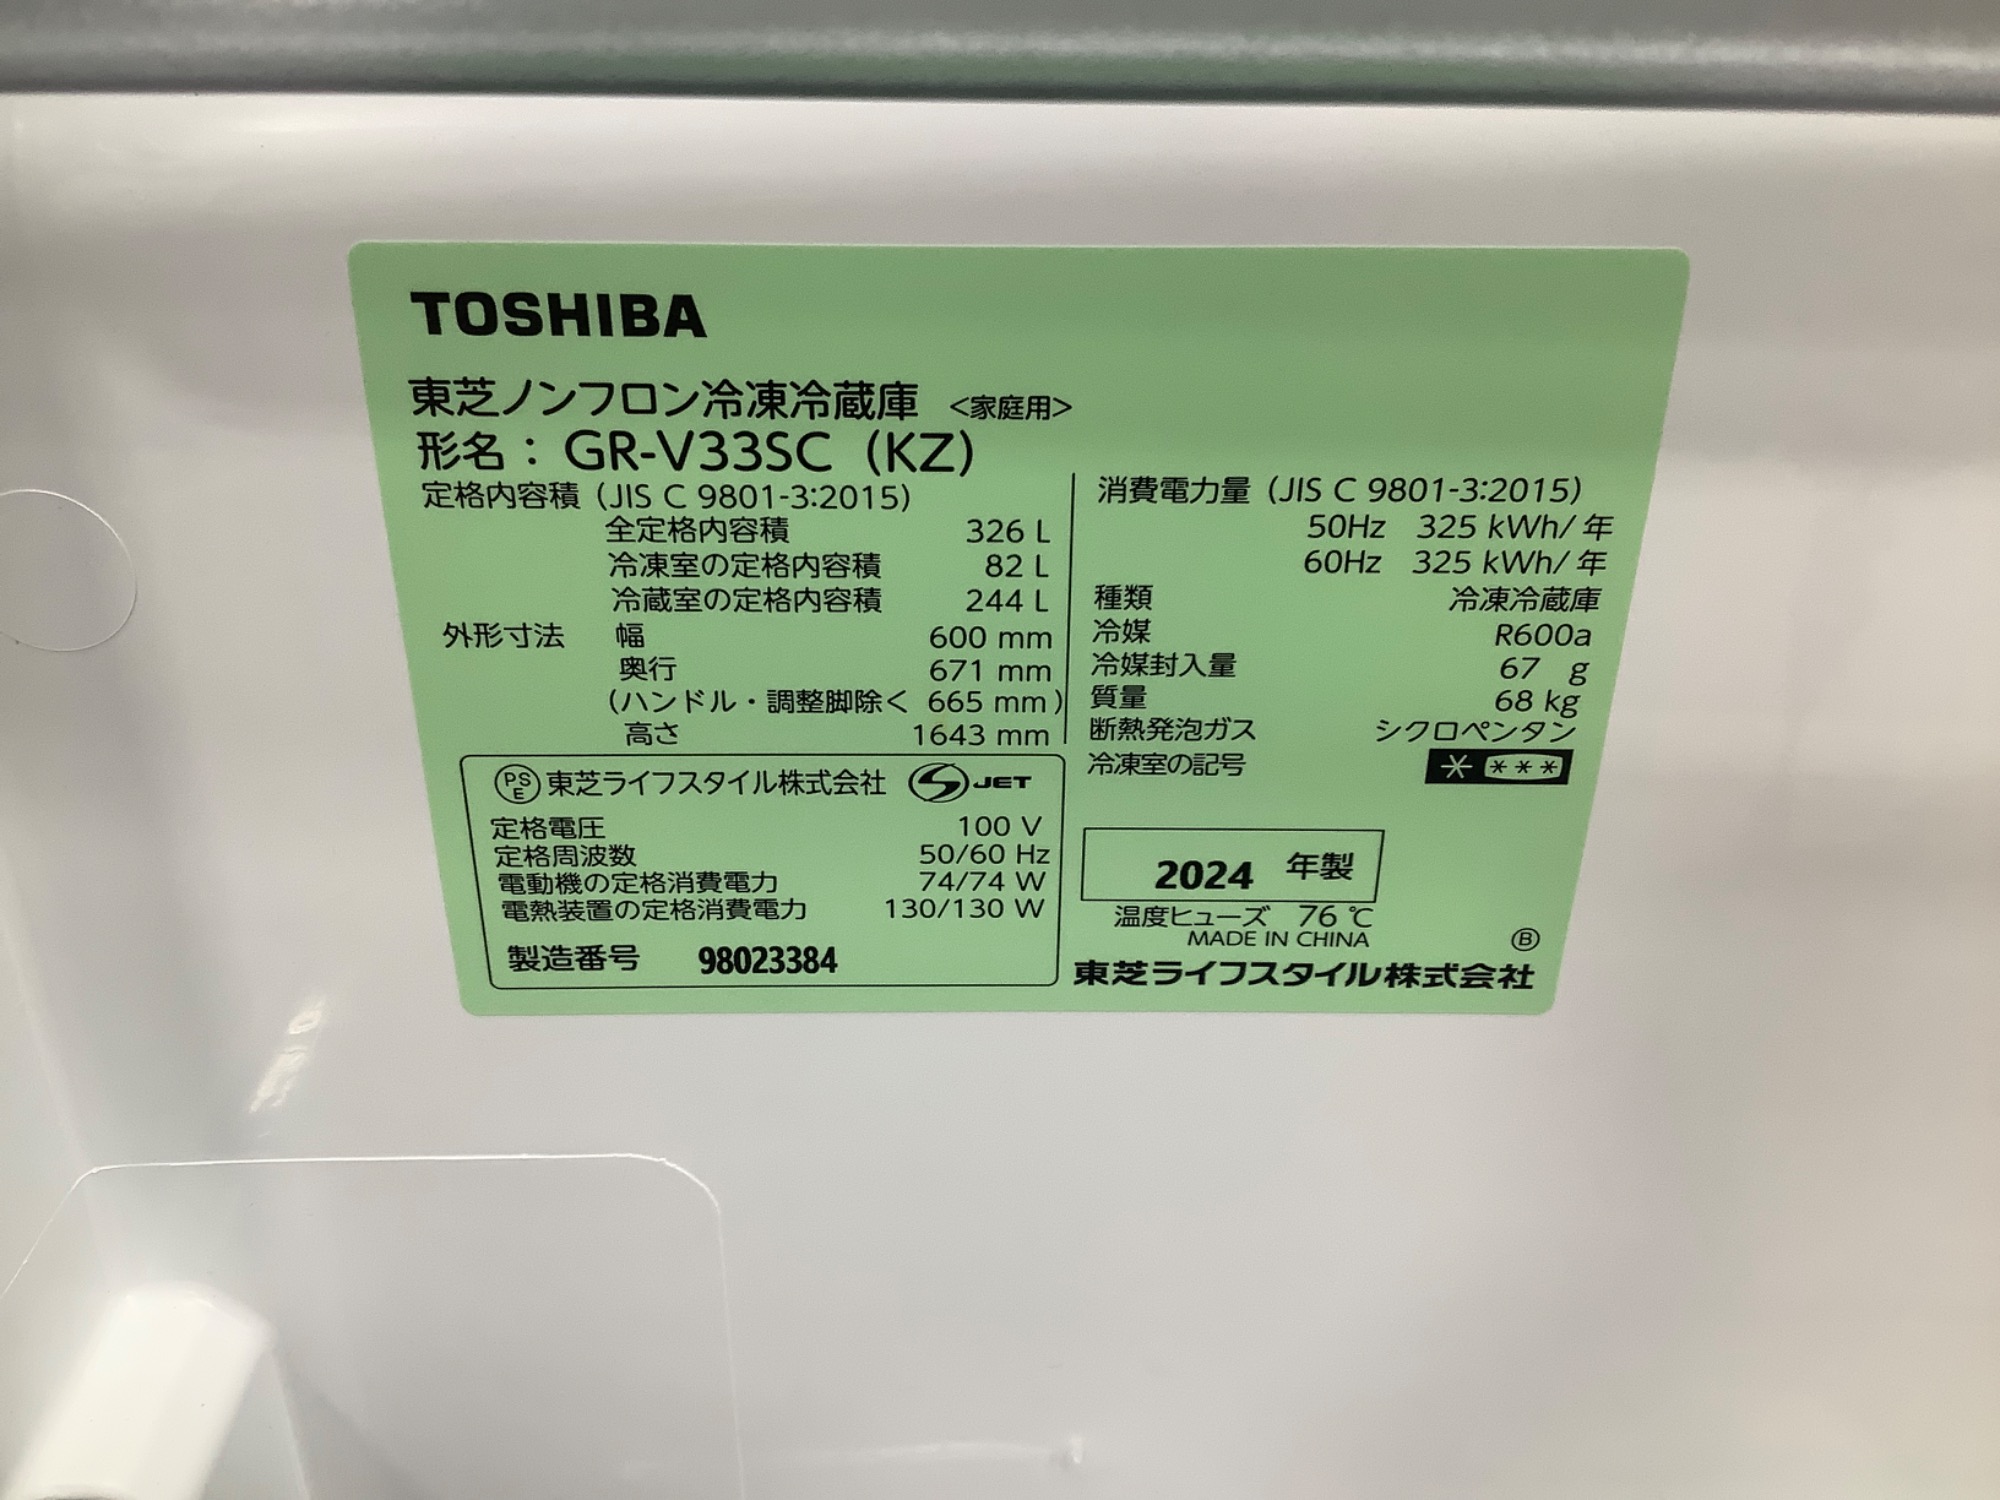 TOSHIBA
東芝ノンフロン冷凍冷蔵庫 <家庭用>
形名： GR-V33SC (KZ)
定格内容積 (JIS C 9801-3:2015)
全定格内容積 326 L
冷凍室の定格内容積 82 L
冷蔵室の定格内容積 244 L
外形寸法 幅 600 mm
奥行 671 mm
(ハンドル・調整脚除く 665 mm)
高さ 1643 mm
消費電力量 (JIS C 9801-3:2015)
50Hz 325 kWh/年
60Hz 325 kWh/年
種類 冷凍冷蔵庫
冷媒 R600a
冷媒封入量 67 g
質量 68 kg
断熱発泡ガス シクロペンタン
冷凍室の記号 * ***
PSE 東芝ライフスタイル株式会社 S JET
定格電圧 100 V
定格周波数 50/60 Hz
電動機の定格消費電力 74/74 W
電熱装置の定格消費電力 130/130 W
製造番号 98023384
2024 年製
温度ヒューズ 76℃
MADE IN CHINA Ⓑ
東芝ライフスタイル株式会社